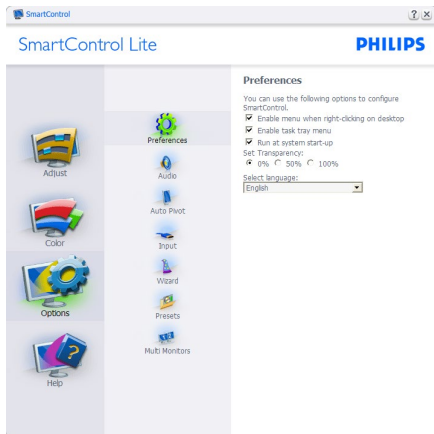 SmartControl
SmartControl Lite
PHILIPS
Adjust
Color
Options
Help
Preferences
Audio
Auto Pivot
Input
Wizard
Presets
Multi Monitors
Preferences
You can use the following options to configure
SmartControl.
Enable menu when right-clicking on desktop
Enable task tray menu
Run at system start-up
Set Transparency:
0% 50% 100%
Select language:
English